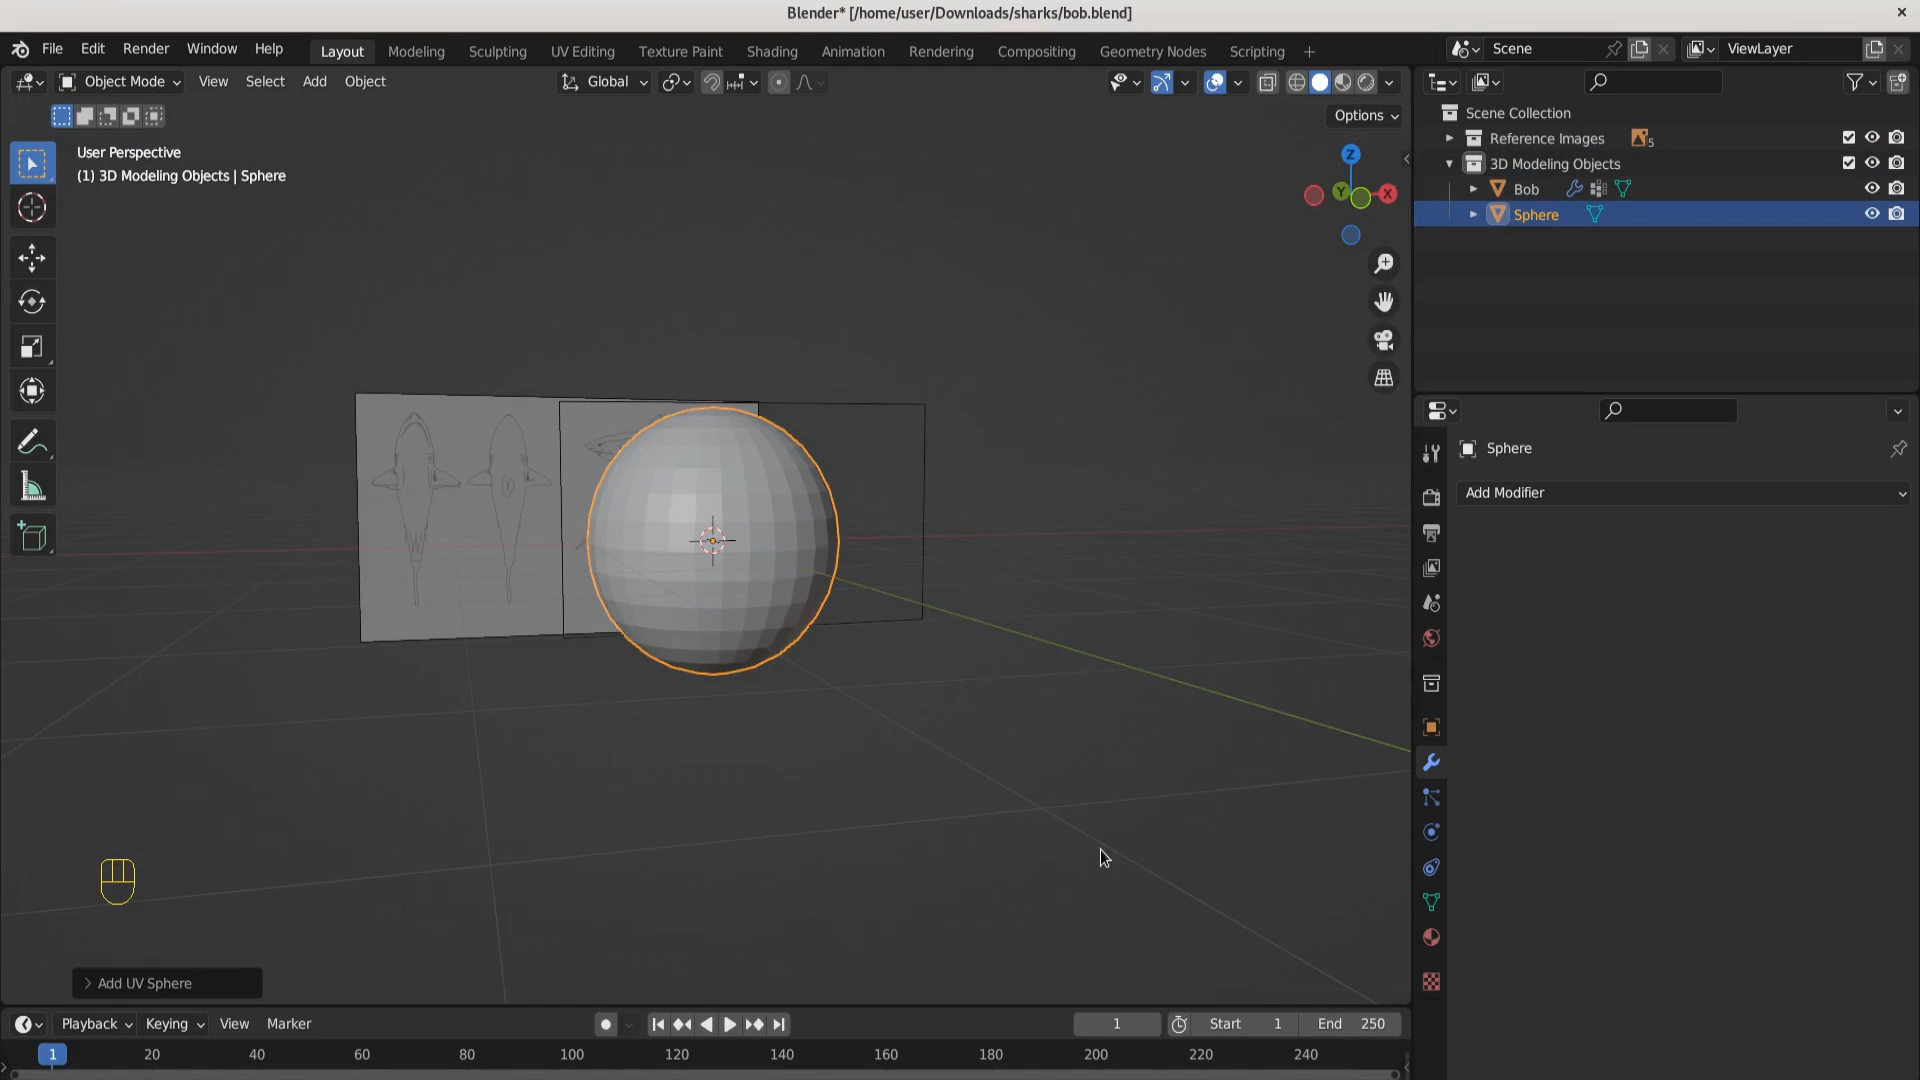 Blender* [/home/user/Downloads/sharks/bob.blend]
File Edit Render Window Help Layout Modeling Sculpting UV Editing Texture Paint Shading Animation Rendering Compositing Geometry Nodes Scripting + Scene ViewLayer
Object Mode View Select Add Object Global
Options
User Perspective
(1) 3D Modeling Objects | Sphere
Z
Y
X
Scene Collection
Reference Images 5
3D Modeling Objects
Bob
Sphere
Sphere
Add Modifier
Add UV Sphere
Playback Keying View Marker 1 Start 1 End 250
1 20 40 60 80 100 120 140 160 180 200 220 240